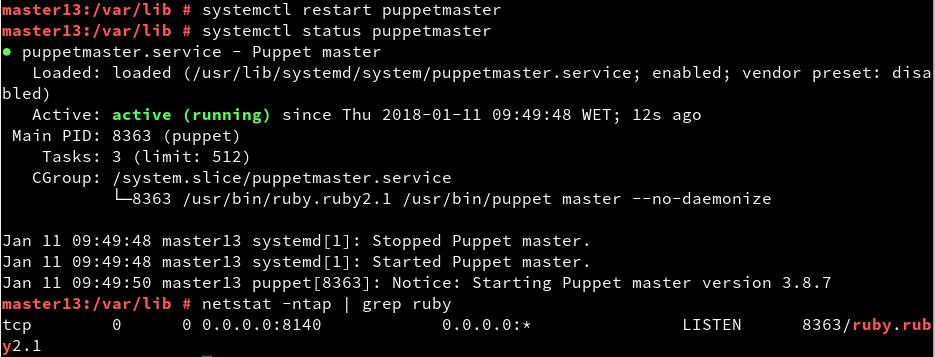 master13:/var/lib # systemctl restart puppetmaster
master13:/var/lib # systemctl status puppetmaster
● puppetmaster.service - Puppet master
   Loaded: loaded (/usr/lib/systemd/system/puppetmaster.service; enabled; vendor preset: disa
bled)
   Active: active (running) since Thu 2018-01-11 09:49:48 WET; 12s ago
 Main PID: 8363 (puppet)
    Tasks: 3 (limit: 512)
   CGroup: /system.slice/puppetmaster.service
           └─8363 /usr/bin/ruby.ruby2.1 /usr/bin/puppet master --no-daemonize

Jan 11 09:49:48 master13 systemd[1]: Stopped Puppet master.
Jan 11 09:49:48 master13 systemd[1]: Started Puppet master.
Jan 11 09:49:50 master13 puppet[8363]: Notice: Starting Puppet master version 3.8.7
master13:/var/lib # netstat -ntap | grep ruby
tcp        0      0 0.0.0.0:8140            0.0.0.0:*               LISTEN      8363/ruby.rub
y2.1